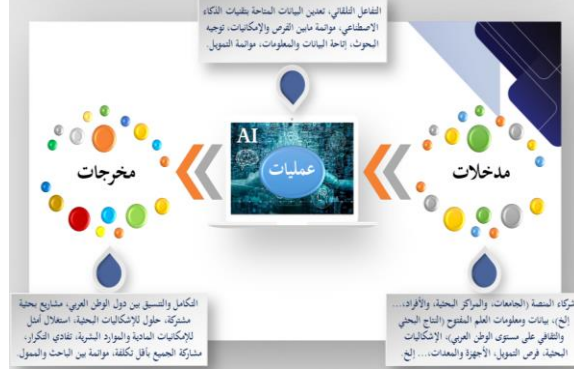 التفاعل التلقائي، تعدين البيانات المتاحة بتقنيات الذكاء
الاصطناعي، موائمة مابين الفرص والإمكانيات، توجيه
البحوث، إتاحة البيانات والمعلومات، موائمة التمويل.
مدخلات
AI
عمليات
مخرجات
شركاء المنصة (الجامعات، والمراكز البحثية، والأفراد،...
إلخ)، بيانات ومعلومات العلم المفتوح (النتاج البحثي
والثقافي على مستوى الوطن العربي)، الإشكاليات
البحثية، فرص التمويل، الأجهزة والمعدات،... إلخ.
التكامل والتنسيق بين دول الوطن العربي، مشاريع بحثية
مشتركة، حلول للإشكاليات البحثية، استغلال أمثل
للإمكانيات المادية والموارد البشرية، تفادي التكرار،
مشاركة الجميع بأقل تكلفة، موائمة بين الباحث والممول.